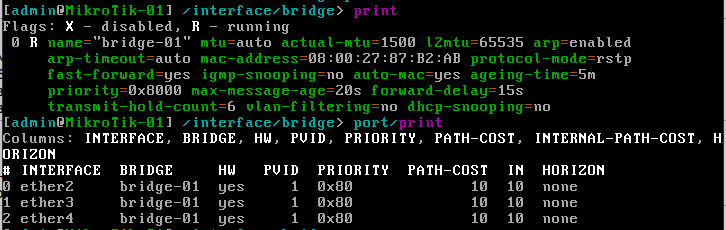 [admin@MikroTik-01] /interface/bridge> print
Flags: X - disabled, R - running
0 R name="bridge-01" mtu=auto actual-mtu=1500 l2mtu=65535 arp=enabled
arp-timeout=auto mac-address=08:00:27:87:B2:AB protocol-mode=rstp
fast-forward=yes igmp-snooping=no auto-mac=yes ageing-time=5m
priority=0x8000 max-message-age=20s forward-delay=15s
transmit-hold-count=6 vlan-filtering=no dhcp-snooping=no
[admin@MikroTik-01] /interface/bridge> port/print
Columns: INTERFACE, BRIDGE, HW, PVID, PRIORITY, PATH-COST, INTERNAL-PATH-COST, H
ORIZON
# INTERFACE BRIDGE HW PVID PRIORITY PATH-COST IN HORIZON
0 ether2 bridge-01 yes 1 0x80 10 10 none
1 ether3 bridge-01 yes 1 0x80 10 10 none
2 ether4 bridge-01 yes 1 0x80 10 10 none